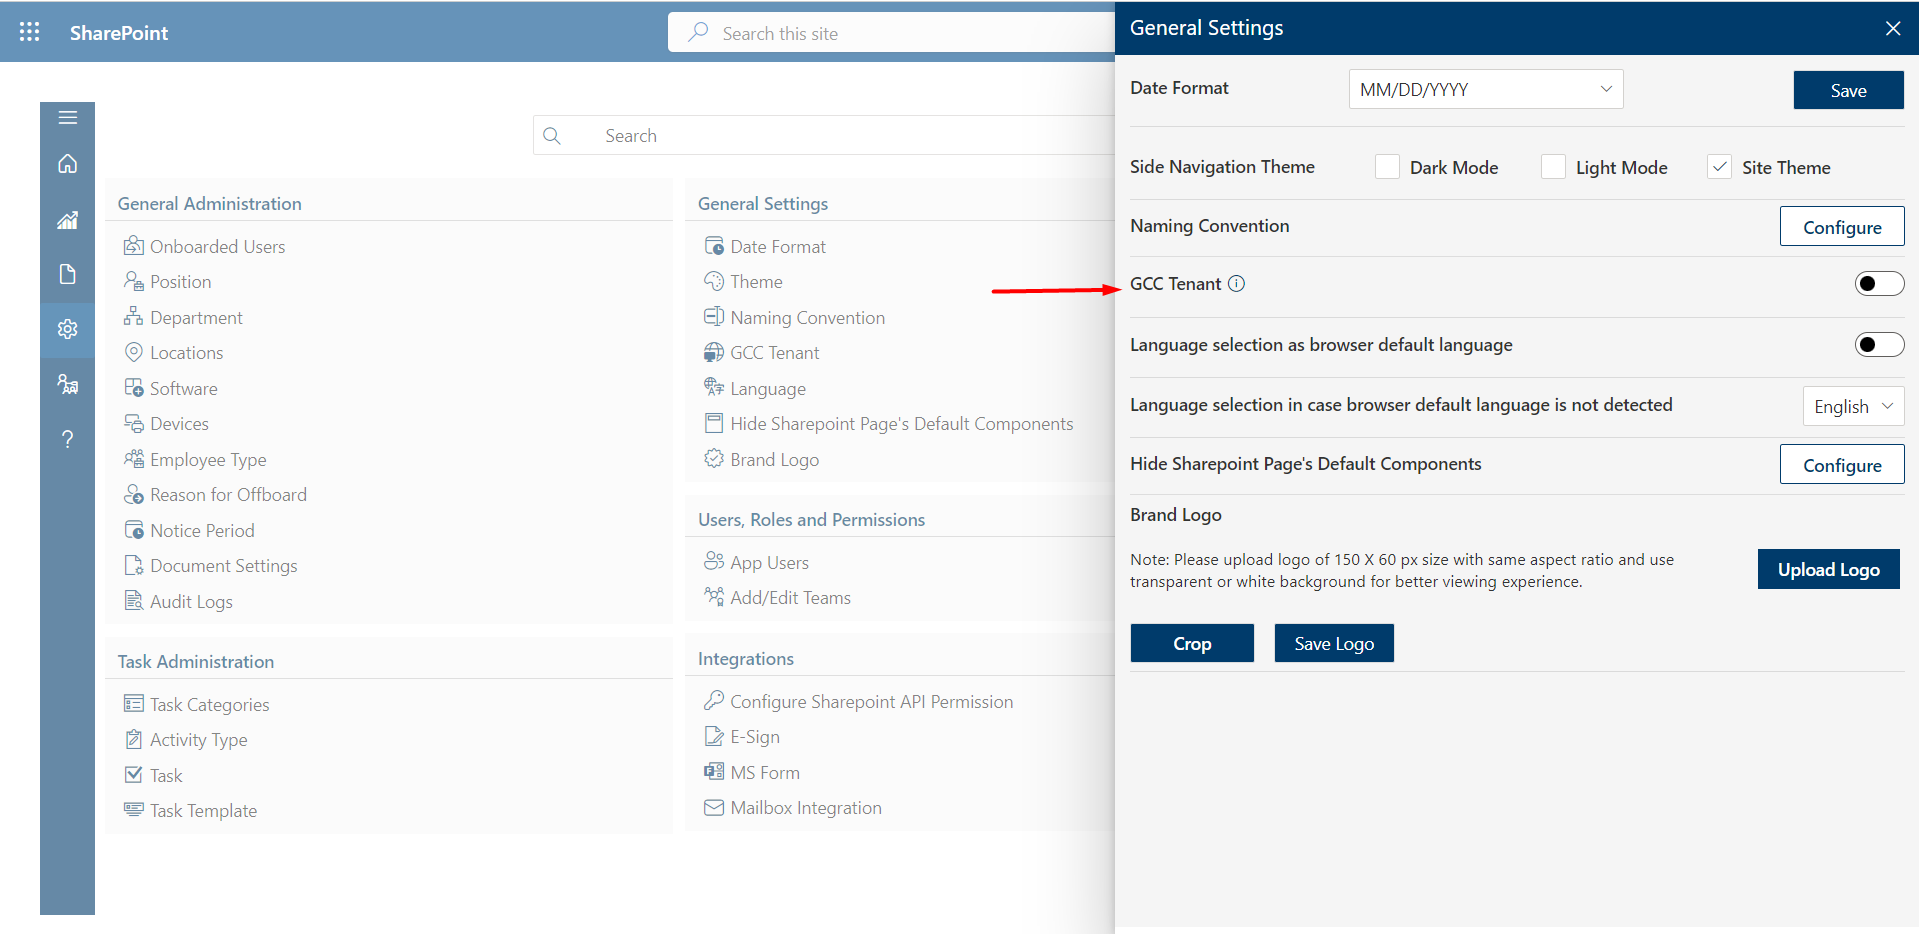 SharePoint
Search this site
Search
General Administration
Onboarded Users
Position
Department
Locations
Software
Devices
Employee Type
Reason for Offboard
Notice Period
Document Settings
Audit Logs
Task Administration
Task Categories
Activity Type
Task
Task Template
General Settings
Date Format
Theme
Naming Convention
GCC Tenant
Language
Hide Sharepoint Page's Default Components
Brand Logo
Users, Roles and Permissions
App Users
Add/Edit Teams
Integrations
Configure Sharepoint API Permission
E-Sign
MS Form
Mailbox Integration
General Settings
Date Format MM/DD/YYYY Save
Side Navigation Theme Dark Mode Light Mode Site Theme
Naming Convention Configure
GCC Tenant
Language selection as browser default language
Language selection in case browser default language is not detected English
Hide Sharepoint Page's Default Components Configure
Brand Logo
Note: Please upload logo of 150 X 60 px size with same aspect ratio and use
transparent or white background for better viewing experience.
Upload Logo
Crop Save Logo